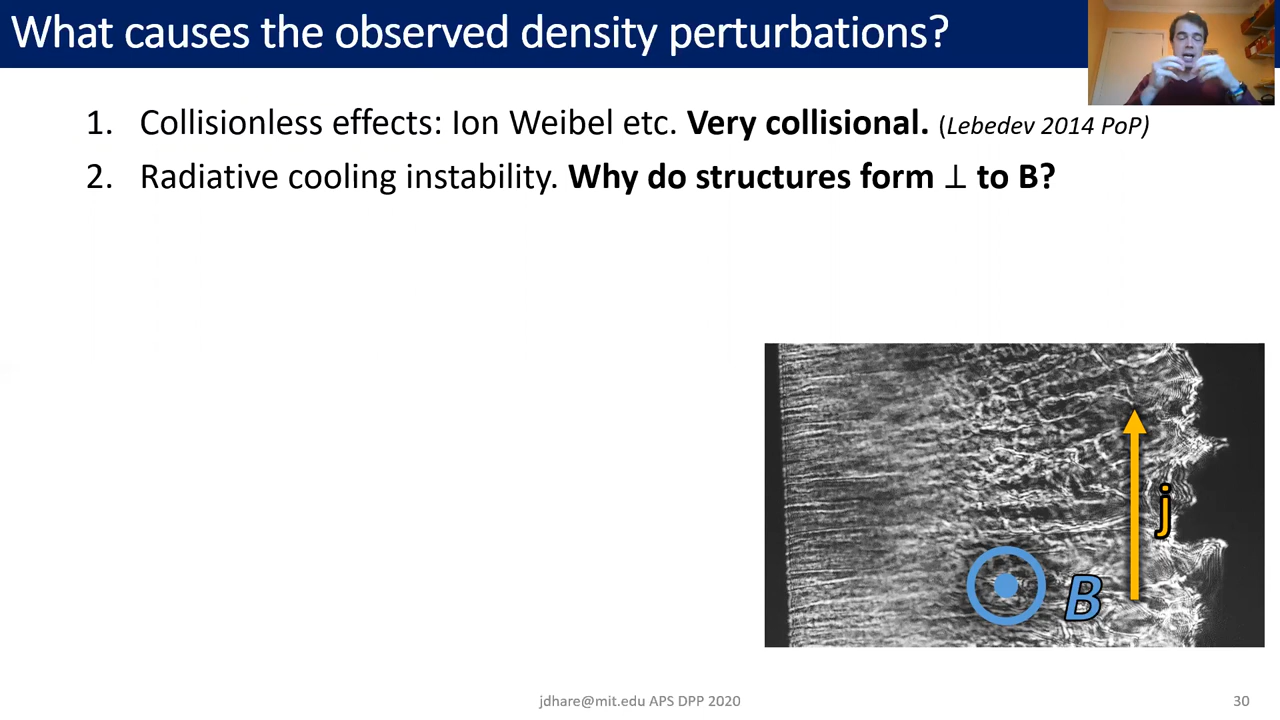 What causes the observed density perturbations?
1. Collisionless effects: Ion Weibel etc. Very collisional. (Lebedev 2014 PoP)
2. Radiative cooling instability. Why do structures form ⊥ to B?
j
B
jdhare@mit.edu APS DPP 2020
30